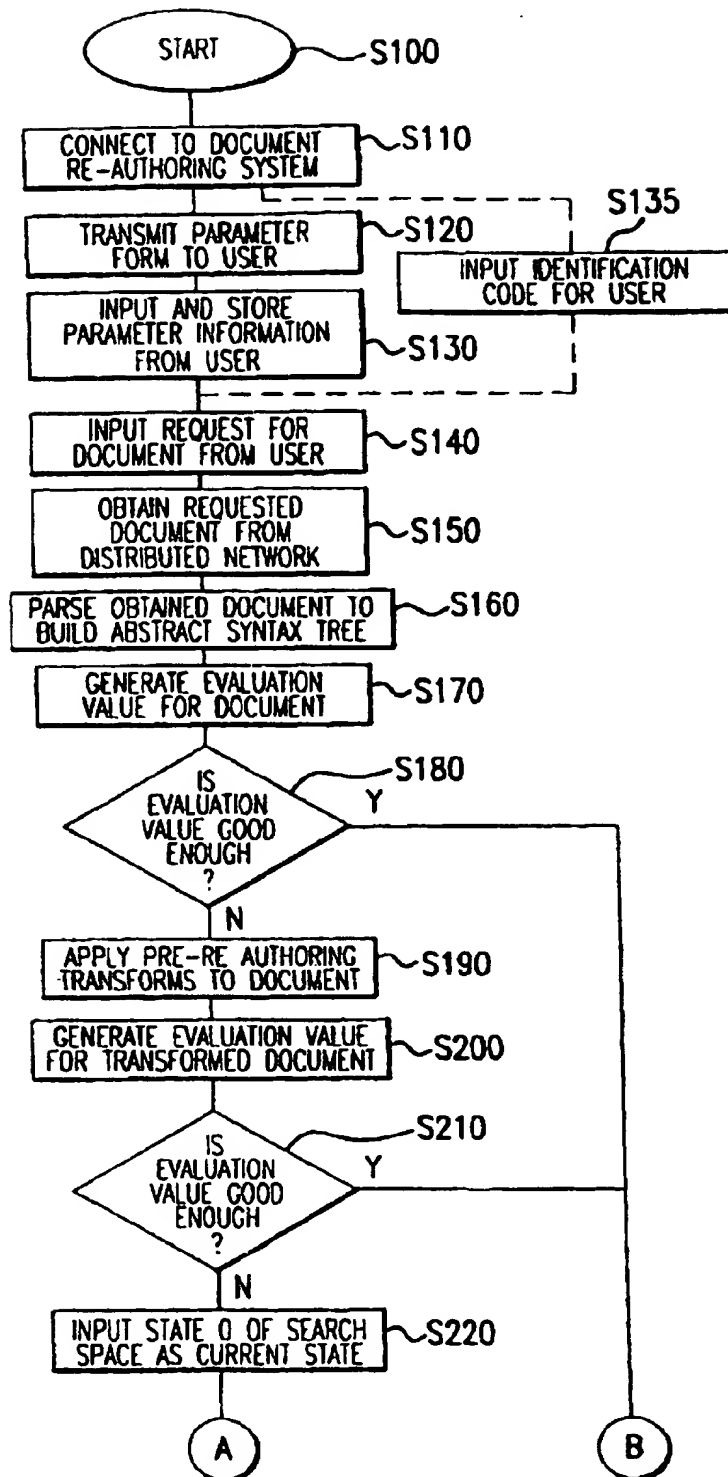 START
S100
CONNECT TO DOCUMENT
RE-AUTHORING SYSTEM
S110
TRANSMIT PARAMETER
FORM TO USER
S120
S135
INPUT IDENTIFICATION
CODE FOR USER
INPUT AND STORE
PARAMETER INFORMATION
FROM USER
S130
INPUT REQUEST FOR
DOCUMENT FROM USER
S140
OBTAIN REQUESTED
DOCUMENT FROM
DISTRIBUTED NETWORK
S150
PARSE OBTAINED DOCUMENT TO
BUILD ABSTRACT SYNTAX TREE
S160
GENERATE EVALUATION
VALUE FOR DOCUMENT
S170
IS
EVALUATION
VALUE GOOD
ENOUGH
?
S180
Y
N
APPLY PRE-RE AUTHORING
TRANSFORMS TO DOCUMENT
S190
GENERATE EVALUATION VALUE
FOR TRANSFORMED DOCUMENT
S200
IS
EVALUATION
VALUE GOOD
ENOUGH
?
S210
Y
N
INPUT STATE 0 OF SEARCH
SPACE AS CURRENT STATE
S220
A
B